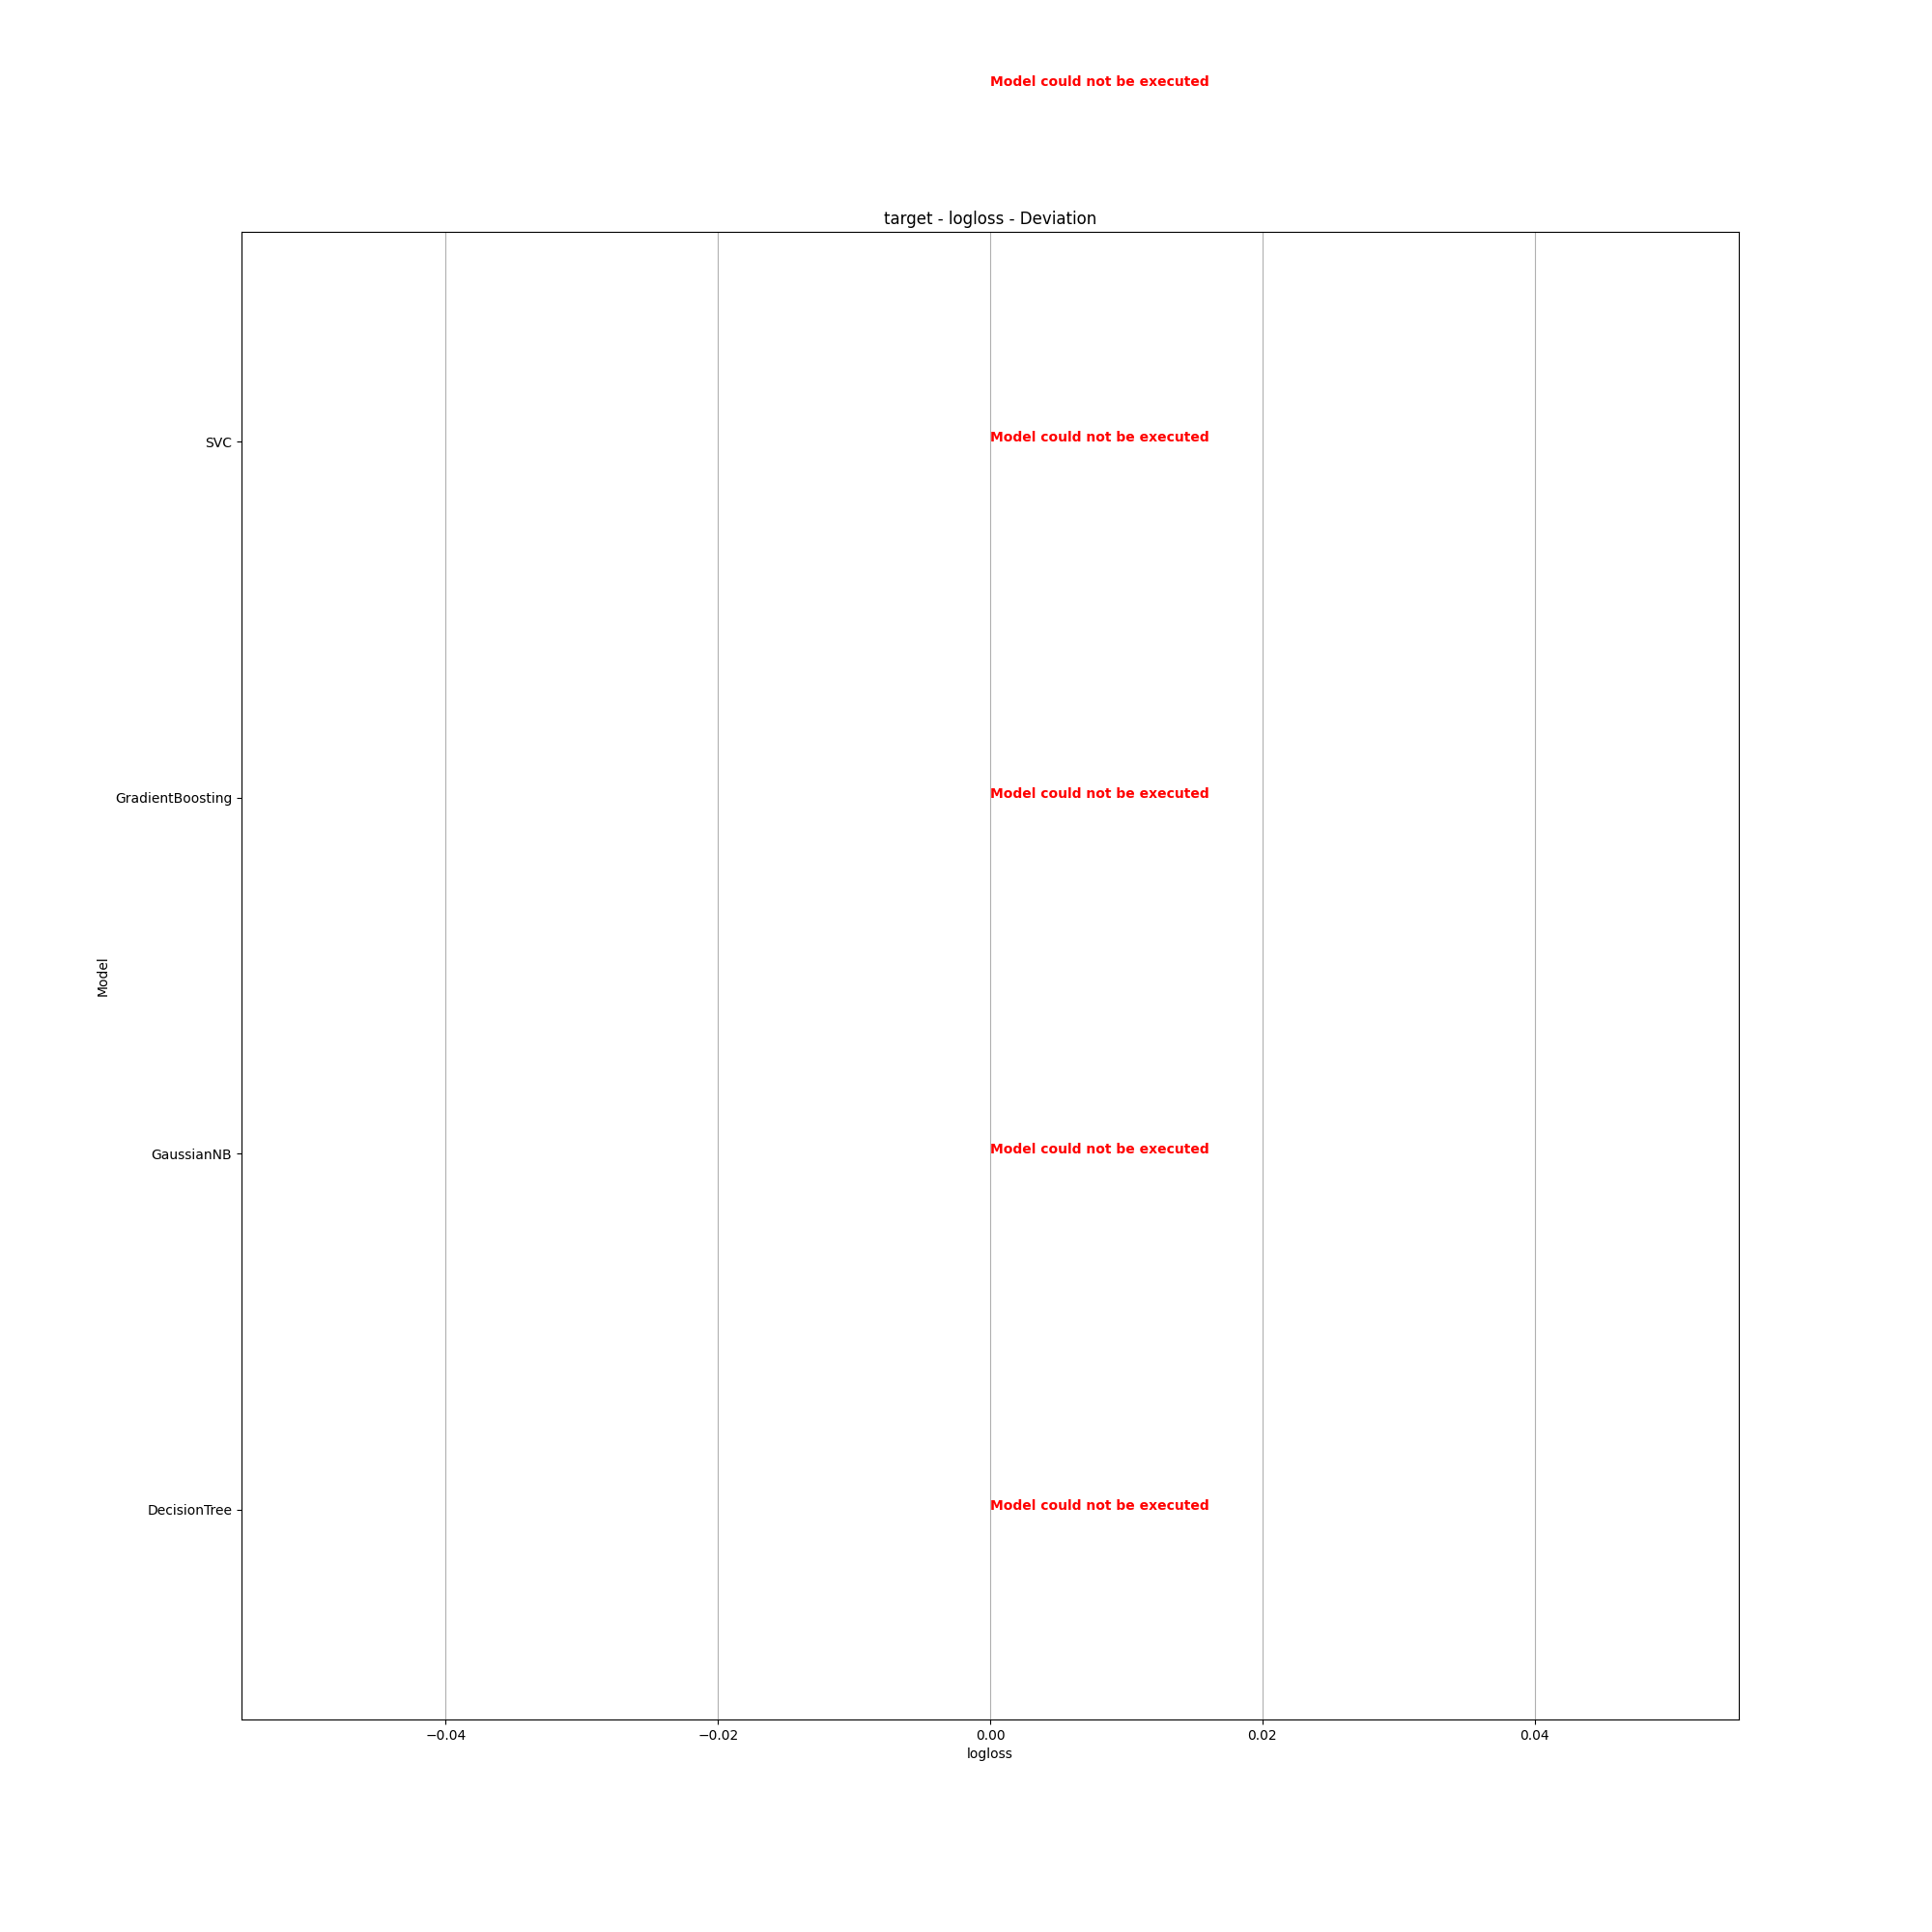 Model could not be executed
target - logloss - Deviation
SVC
Model could not be executed
GradientBoosting
Model could not be executed
Model
GaussianNB
Model could not be executed
DecisionTree
Model could not be executed
−0.04
−0.02
0.00
0.02
0.04
logloss